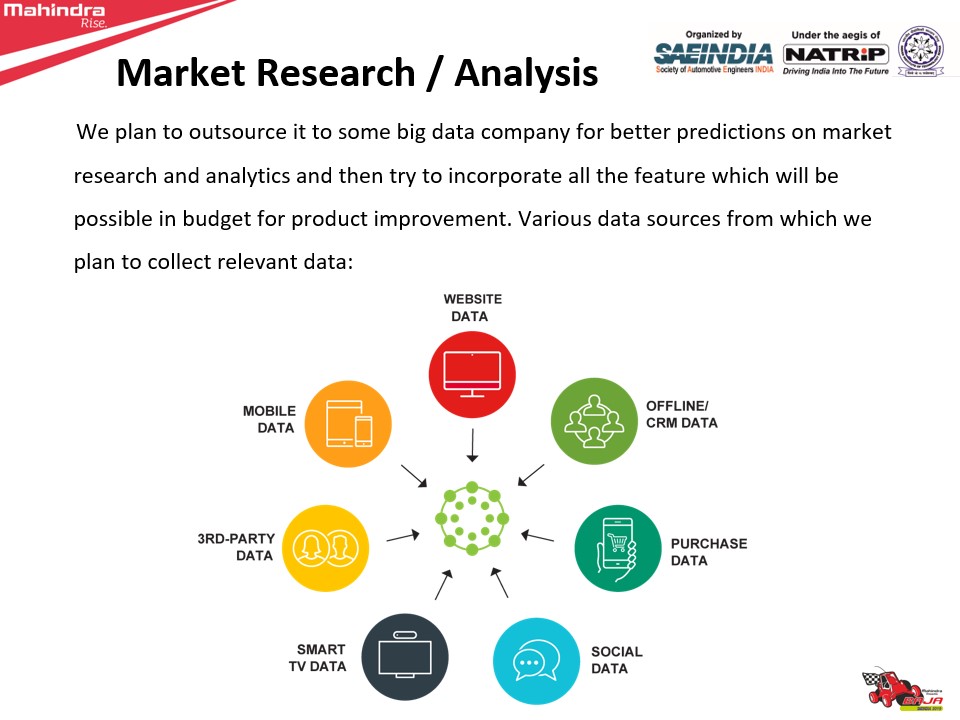 Mahindra
Rise.
Organized by
SAEINDIA
Society of Automotive Engineers INDIA
Under the aegis of
NATRiP
Driving India Into The Future
Market Research / Analysis
We plan to outsource it to some big data company for better predictions on market
research and analytics and then try to incorporate all the feature which will be
possible in budget for product improvement. Various data sources from which we
plan to collect relevant data:
WEBSITE
DATA
MOBILE
DATA
OFFLINE/
CRM DATA
3RD-PARTY
DATA
PURCHASE
DATA
SMART
TV DATA
SOCIAL
DATA
Mahindra
BAJA